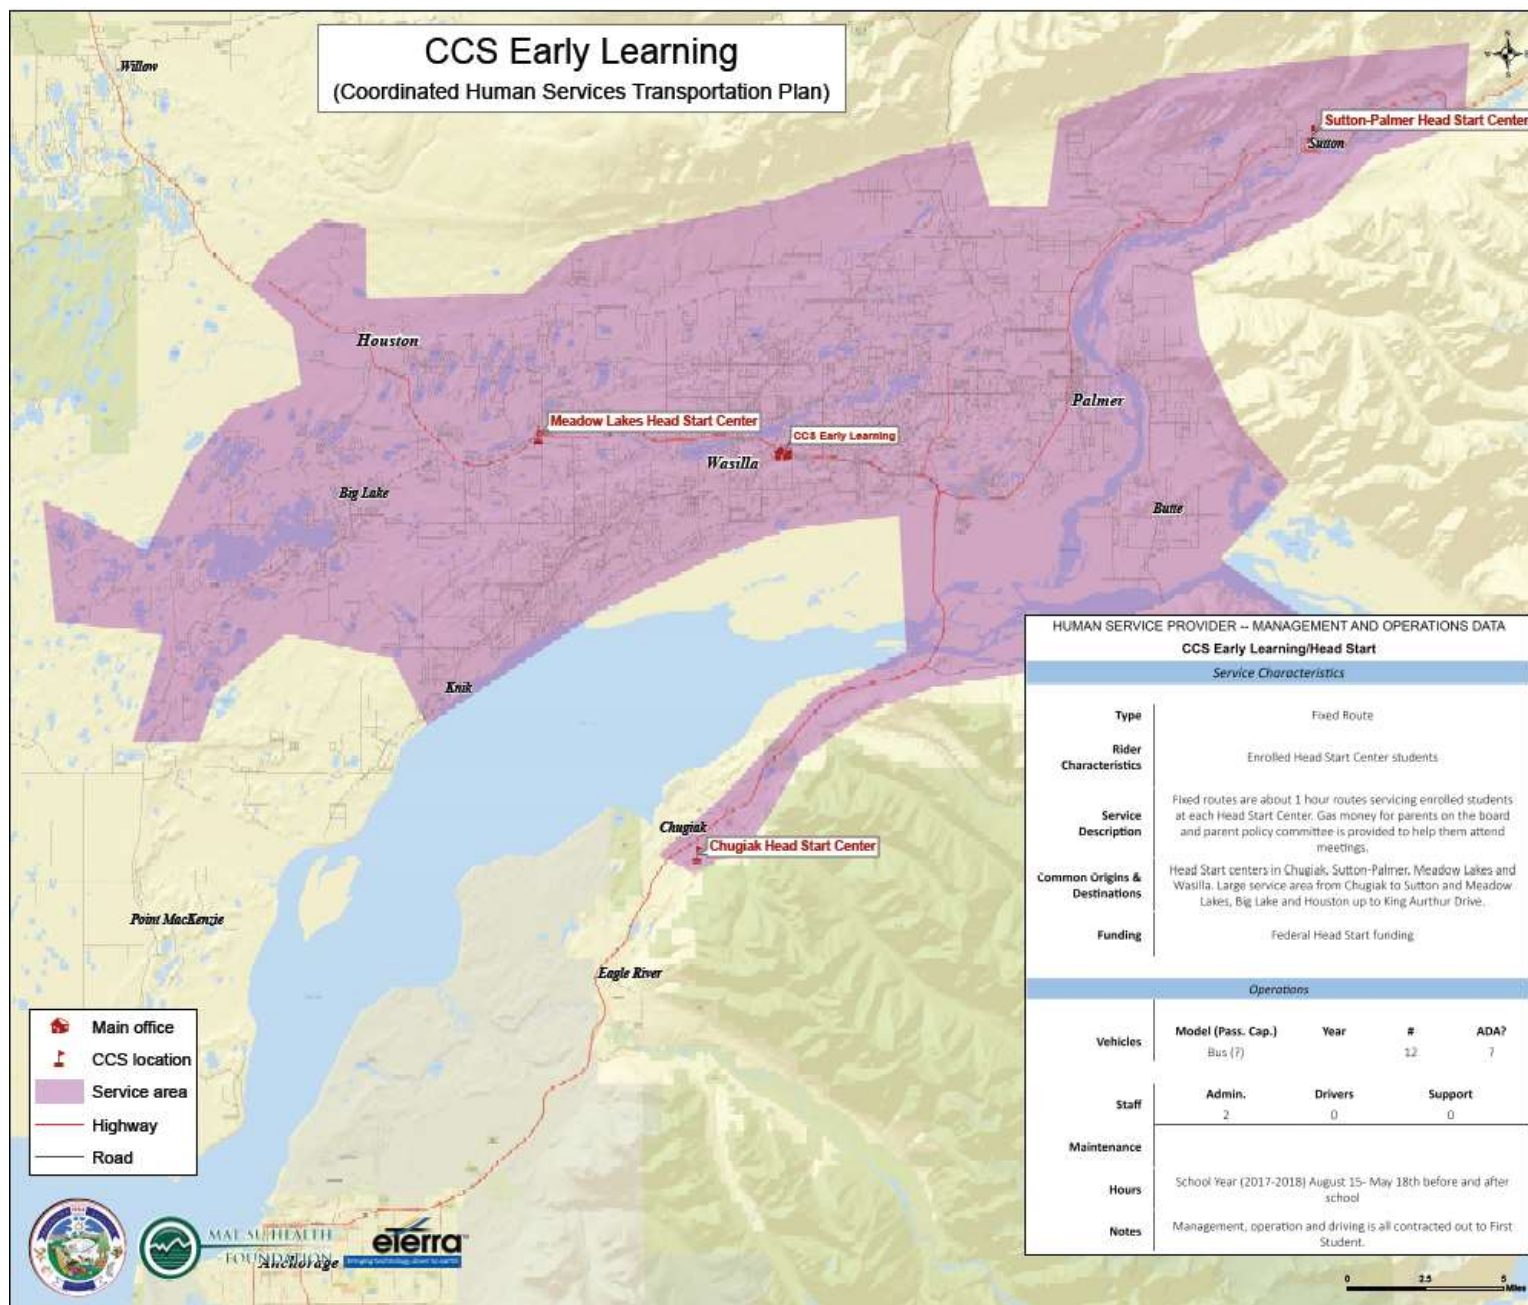 CCS Early Learning
(Coordinated Human Services Transportation Plan)
Willow
Sutton-Palmer Head Start Center
Sutton
Houston
Palmer
Meadow Lakes Head Start Center
CCS Early Learning
Wasilla
Big Lake
Butte
Knik
Chugiak
Chugiak Head Start Center
Point MacKenzie
Eagle River
Anchorage
HUMAN SERVICE PROVIDER -- MANAGEMENT AND OPERATIONS DATA
CCS Early Learning/Head Start
Service Characteristics
Type Fixed Route
Rider Characteristics Enrolled Head Start Center students
Service Description Fixed routes are about 1 hour routes servicing enrolled students
at each Head Start Center. Gas money for parents on the board
and parent policy committee is provided to help them attend
meetings.
Common Origins & Destinations Head Start centers in Chugiak, Sutton-Palmer, Meadow Lakes and
Wasilla. Large service area from Chugiak to Sutton and Meadow
Lakes, Big Lake and Houston up to King Aurthur Drive.
Funding Federal Head Start funding
Operations
Vehicles Model (Pass. Cap.) Year # ADA?
Bus (?) 12 7
Staff Admin. Drivers Support
2 0 0
Maintenance
Hours School Year (2017-2018) August 15- May 18th before and after
school
Notes Management, operation and driving is all contracted out to First
Student.
Main office
CCS location
Service area
Highway
Road
MAT-SU HEALTH
FOUNDATION
eTerra
bringing technology down to earth
0 2.5 5
Miles